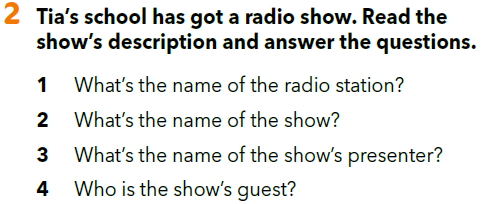 2 Tia's school has got a radio show. Read the
show's description and answer the questions.
1 What's the name of the radio station?
2 What's the name of the show?
3 What's the name of the show's presenter?
4 Who is the show's guest?